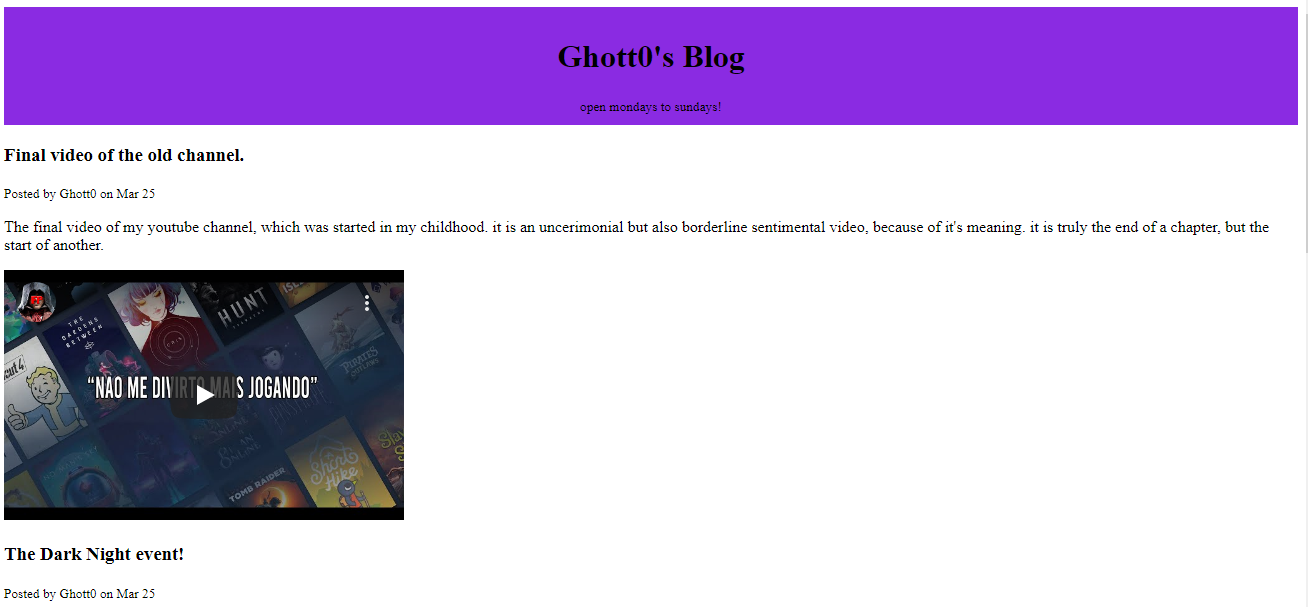 Ghott0's Blog
open mondays to sundays!
Final video of the old channel.
Posted by Ghott0 on Mar 25
The final video of my youtube channel, which was started in my childhood. it is an uncerimonial but also borderline sentimental video, because of it's meaning. it is truly the end of a chapter, but the
start of another.
THE
GARDENS
BETWEEN
HUNT
PIRATES
OUTLAWS
“NAO ME DIVIRTO MAIS JOGANDO”
TOMB RAIDER
A
Short
Hike
The Dark Night event!
Posted by Ghott0 on Mar 25